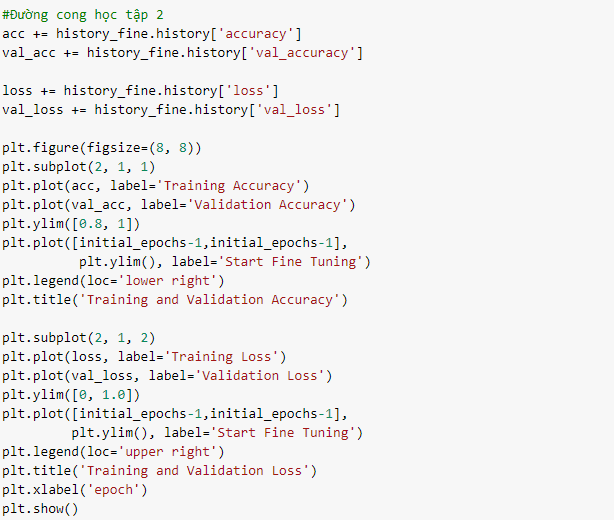 #Đường cong học tập 2
acc += history_fine.history['accuracy']
val_acc += history_fine.history['val_accuracy']

loss += history_fine.history['loss']
val_loss += history_fine.history['val_loss']

plt.figure(figsize=(8, 8))
plt.subplot(2, 1, 1)
plt.plot(acc, label='Training Accuracy')
plt.plot(val_acc, label='Validation Accuracy')
plt.ylim([0.8, 1])
plt.plot([initial_epochs-1,initial_epochs-1],
          plt.ylim(), label='Start Fine Tuning')
plt.legend(loc='lower right')
plt.title('Training and Validation Accuracy')

plt.subplot(2, 1, 2)
plt.plot(loss, label='Training Loss')
plt.plot(val_loss, label='Validation Loss')
plt.ylim([0, 1.0])
plt.plot([initial_epochs-1,initial_epochs-1],
         plt.ylim(), label='Start Fine Tuning')
plt.legend(loc='upper right')
plt.title('Training and Validation Loss')
plt.xlabel('epoch')
plt.show()